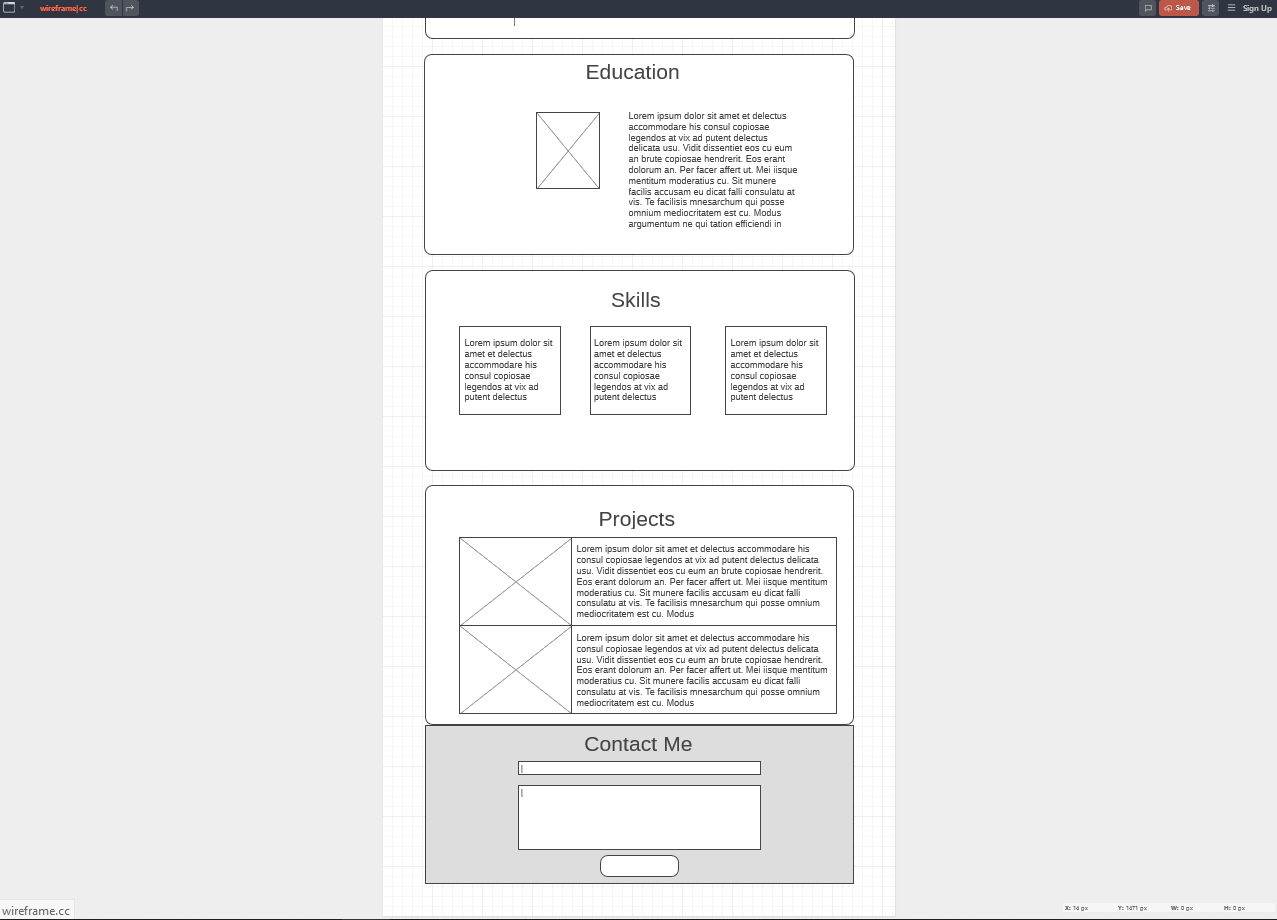 wireframe|cc
Save
Sign Up
Education
Lorem ipsum dolor sit amet et delectus
accommodare his consul copiosae
legendos at vix ad putent delectus
delicata usu. Vidit dissentiet eos cu eum
an brute copiosae hendrerit. Eos erant
dolorum an. Per facer affert ut. Mei iisque
mentitum moderatius cu. Sit munere
facilis accusam eu dicat falli consulatu at
vis. Te facilisis mnesarchum qui posse
omnium mediocritatem est cu. Modus
argumentum ne qui tation efficiendi in
Skills
Lorem ipsum dolor sit
amet et delectus
accommodare his
consul copiosae
legendos at vix ad
putent delectus
Lorem ipsum dolor sit
amet et delectus
accommodare his
consul copiosae
legendos at vix ad
putent delectus
Lorem ipsum dolor sit
amet et delectus
accommodare his
consul copiosae
legendos at vix ad
putent delectus
Projects
Lorem ipsum dolor sit amet et delectus accommodare his
consul copiosae legendos at vix ad putent delectus delicata
usu. Vidit dissentiet eos cu eum an brute copiosae hendrerit.
Eos erant dolorum an. Per facer affert ut. Mei iisque mentitum
moderatius cu. Sit munere facilis accusam eu dicat falli
consulatu at vis. Te facilisis mnesarchum qui posse omnium
mediocritatem est cu. Modus
Lorem ipsum dolor sit amet et delectus accommodare his
consul copiosae legendos at vix ad putent delectus delicata
usu. Vidit dissentiet eos cu eum an brute copiosae hendrerit.
Eos erant dolorum an. Per facer affert ut. Mei iisque mentitum
moderatius cu. Sit munere facilis accusam eu dicat falli
consulatu at vis. Te facilisis mnesarchum qui posse omnium
mediocritatem est cu. Modus
Contact Me
wireframe.cc
X: px Y: px W: 0 px H: 0 px